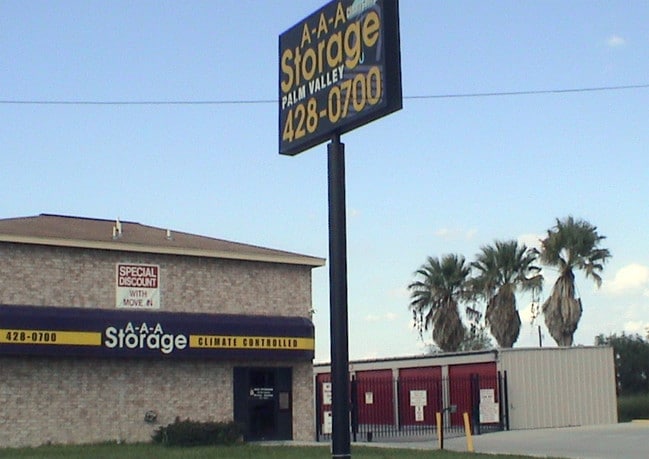 A-A-A
Storage
PALM VALLEY
428-0700
SPECIAL
DISCOUNT
WITH
MOVE IN
428-0700
A-A-A
Storage
CLIMATE CONTROLLED